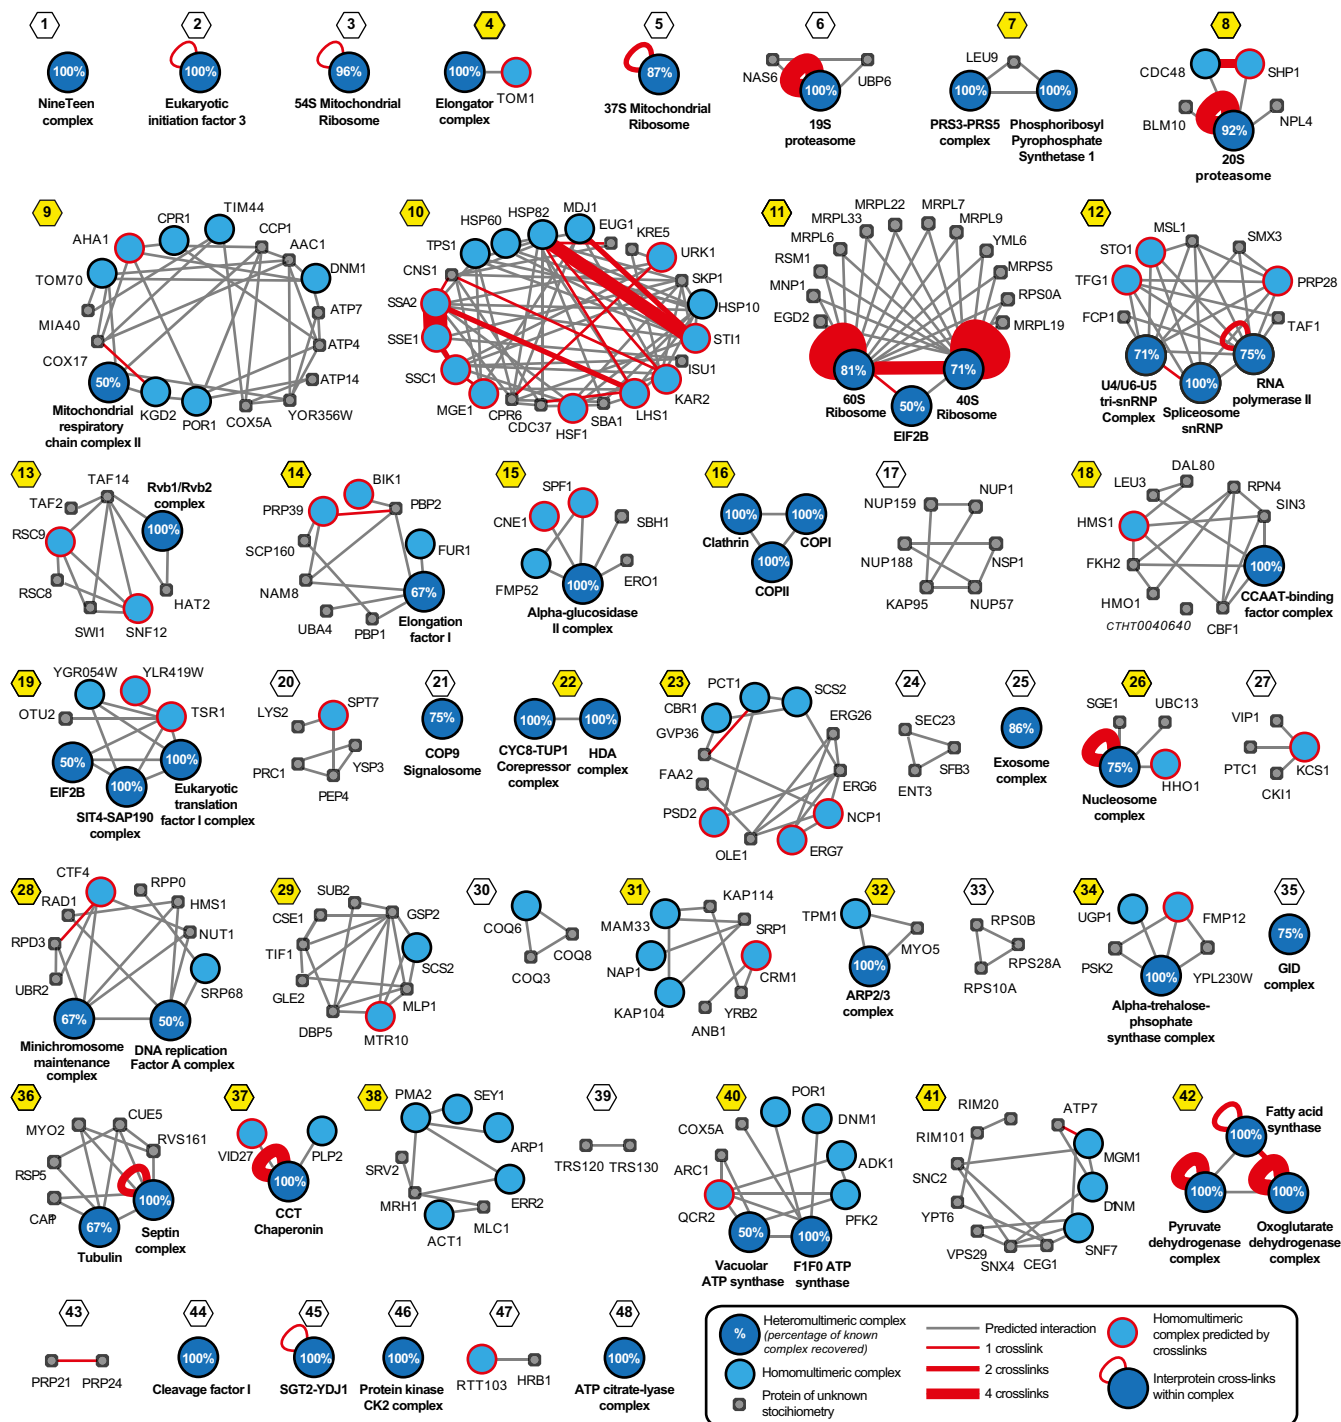 1
100%
NineTeen
complex
2
100%
Eukaryotic
initiation factor 3
3
96%
54S Mitochondrial
Ribosome
4
100%
TOM1
Elongator
complex
5
87%
37S Mitochondrial
Ribosome
6
NAS6
UBP6
100%
19S
proteasome
7
LEU9
100%
100%
PRS3-PRS5
complex
Phosphoribosyl
Pyrophosphate
Synthetase 1
8
CDC48
SHP1
BLM10
NPL4
92%
20S
proteasome
9
AHA1
CPR1
TIM44
CCP1
AAC1
DNM1
TOM70
ATP7
MIA40
ATP4
COX17
ATP14
50%
KGD2
POR1
COX5A
YOR356W
Mitochondrial
respiratory
chain complex II
10
HSP60
HSP82
MDJ1
EUG1
KRE5
TPS1
URK1
CNS1
SKP1
SSA2
HSP10
SSE1
STI1
SSC1
ISU1
MGE1
KAR2
CPR6
LHS1
CDC37
SBA1
HSF1
11
MRPL33
MRPL22
MRPL7
MRPL9
MRPL6
YML6
RSM1
MRPS5
MNP1
RPS0A
EGD2
MRPL19
81%
71%
60S
Ribosome
50%
40S
Ribosome
EIF2B
12
MSL1
STO1
SMX3
TFG1
PRP28
FCP1
TAF1
71%
75%
100%
U4/U6-U5
tri-snRNP
Complex
RNA
polymerase II
Spliceosome
snRNP
13
TAF14
Rvb1/Rvb2
complex
TAF2
RSC9
100%
RSC8
HAT2
SWI1
SNF12
14
BIK1
PRP39
PBP2
SCP160
FUR1
NAM8
67%
UBA4
PBP1
Elongation
factor I
15
SPF1
CNE1
SBH1
FMP52
ERO1
100%
Alpha-glucosidase
II complex
16
100%
100%
Clathrin
COPI
100%
COPII
17
NUP159
NUP1
NUP188
NSP1
KAP95
NUP57
18
DAL80
LEU3
RPN4
HMS1
SIN3
FKH2
100%
HMO1
CTHT0040640
CBF1
CCAAT-binding
factor complex
19
YGR054W
YLR419W
OTU2
TSR1
50%
100%
EIF2B
100%
Eukaryotic
translation
factor I complex
SIT4-SAP190
complex
20
SPT7
LYS2
PRC1
YSP3
PEP4
21
75%
COP9
Signalosome
22
100%
100%
CYC8-TUP1
Corepressor
complex
HDA
complex
23
PCT1
SCS2
CBR1
GVP36
ERG26
FAA2
ERG6
PSD2
NCP1
OLE1
ERG7
24
SEC23
SFB3
ENT3
25
86%
Exosome
complex
26
SGE1
UBC13
75%
HHO1
Nucleosome
complex
27
VIP1
PTC1
KCS1
CKI1
28
CTF4
RPP0
RAD1
HMS1
RPD3
NUT1
UBR2
SRP68
67%
50%
Minichromosome
maintenance
complex
DNA replication
Factor A complex
29
SUB2
CSE1
GSP2
TIF1
SCS2
GLE2
MLP1
DBP5
MTR10
30
COQ6
COQ8
COQ3
31
KAP114
MAM33
SRP1
NAP1
CRM1
KAP104
YRB2
ANB1
32
TPM1
MYO5
100%
ARP2/3
complex
33
RPS0B
RPS28A
RPS10A
34
UGP1
FMP12
PSK2
100%
YPL230W
Alpha-trehalose-
phsophate
synthase complex
35
75%
GID
complex
36
MYO2
CUE5
RVS161
RSP5
100%
67%
Septin
complex
Tubulin
37
VID27
PLP2
100%
CCT
Chaperonin
38
PMA2
SEY1
ARP1
SRV2
MRH1
ERR2
MLC1
ACT1
39
TRS120
TRS130
40
POR1
COX5A
DNM1
ARC1
ADK1
QCR2
PFK2
50%
100%
Vacuolar
ATP synthase
F1F0 ATP
synthase
41
RIM20
ATP7
RIM101
MGM1
SNC2
YPT6
SNF7
VPS29
CEG1
SNX4
42
Fatty acid
synthase
100%
100%
100%
Pyruvate
dehydrogenase
complex
Oxoglutarate
dehydrogenase
complex
43
PRP21
PRP24
44
100%
Cleavage factor I
45
100%
SGT2-YDJ1
46
100%
Protein kinase
CK2 complex
47
RTT103
HRB1
48
100%
ATP citrate-lyase
complex
%
Heteromultimeric complex
(percentage of known
complex recovered)
Homomultimeric complex
Protein of unknown
stocihiometry
Predicted interaction
1 crosslink
2 crosslinks
4 crosslinks
Homomultimeric
complex predicted by
crosslinks
Interprotein cross-links
within complex